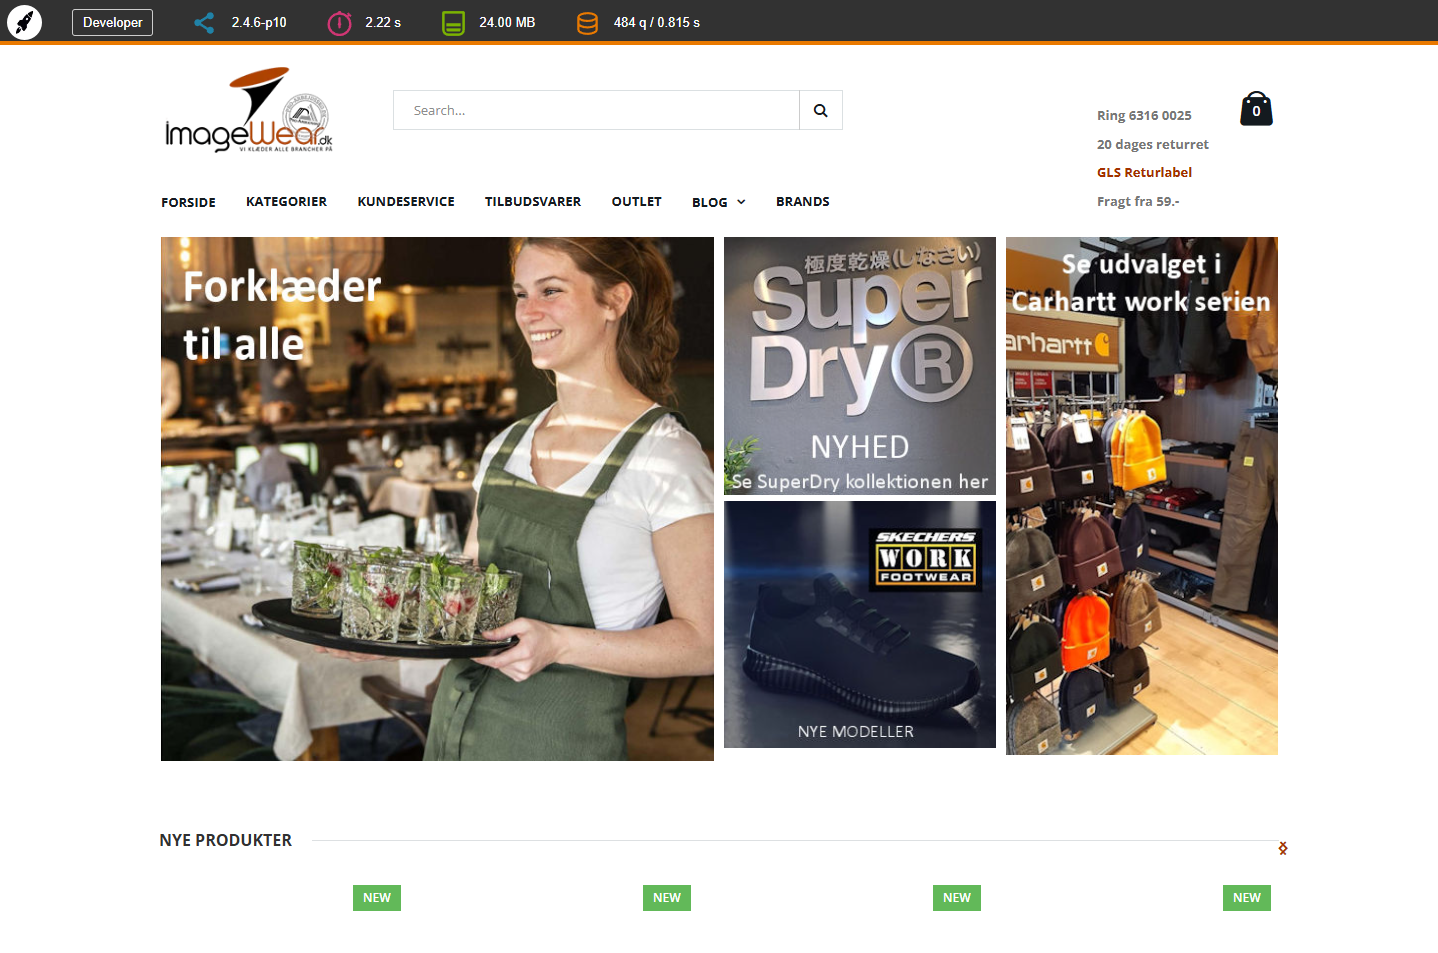 Developer
2.4.6-p10
2.22 s
24.00 MB
484 q / 0.815 s
imageWear.dk
VI KLÆDER ALLE BRANCHER PÅ
Search...
Ring 6316 0025
20 dages returret
GLS Returlabel
Fragt fra 59.-
0
FORSIDE
KATEGORIER
KUNDESERVICE
TILBUDSVARER
OUTLET
BLOG
BRANDS
Forklæder
til alle
極度乾燥(しなさい)
Super
Dry®
NYHED
Se SuperDry kollektionen her
SKECHERS
WORK
FOOTWEAR
NYE MODELLER
Se udvalget i
Carhartt work serien
arhartt
NYE PRODUKTER
NEW
NEW
NEW
NEW